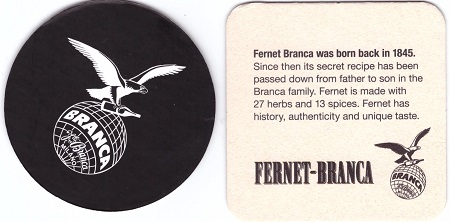 BRANCA
Branca
MILANO
Fernet Branca was born back in 1845.
Since then its secret recipe has been
passed down from father to son in the
Branca family. Fernet is made with
27 herbs and 13 spices. Fernet has
history, authenticity and unique taste.
FERNET-BRANCA
BRANCA